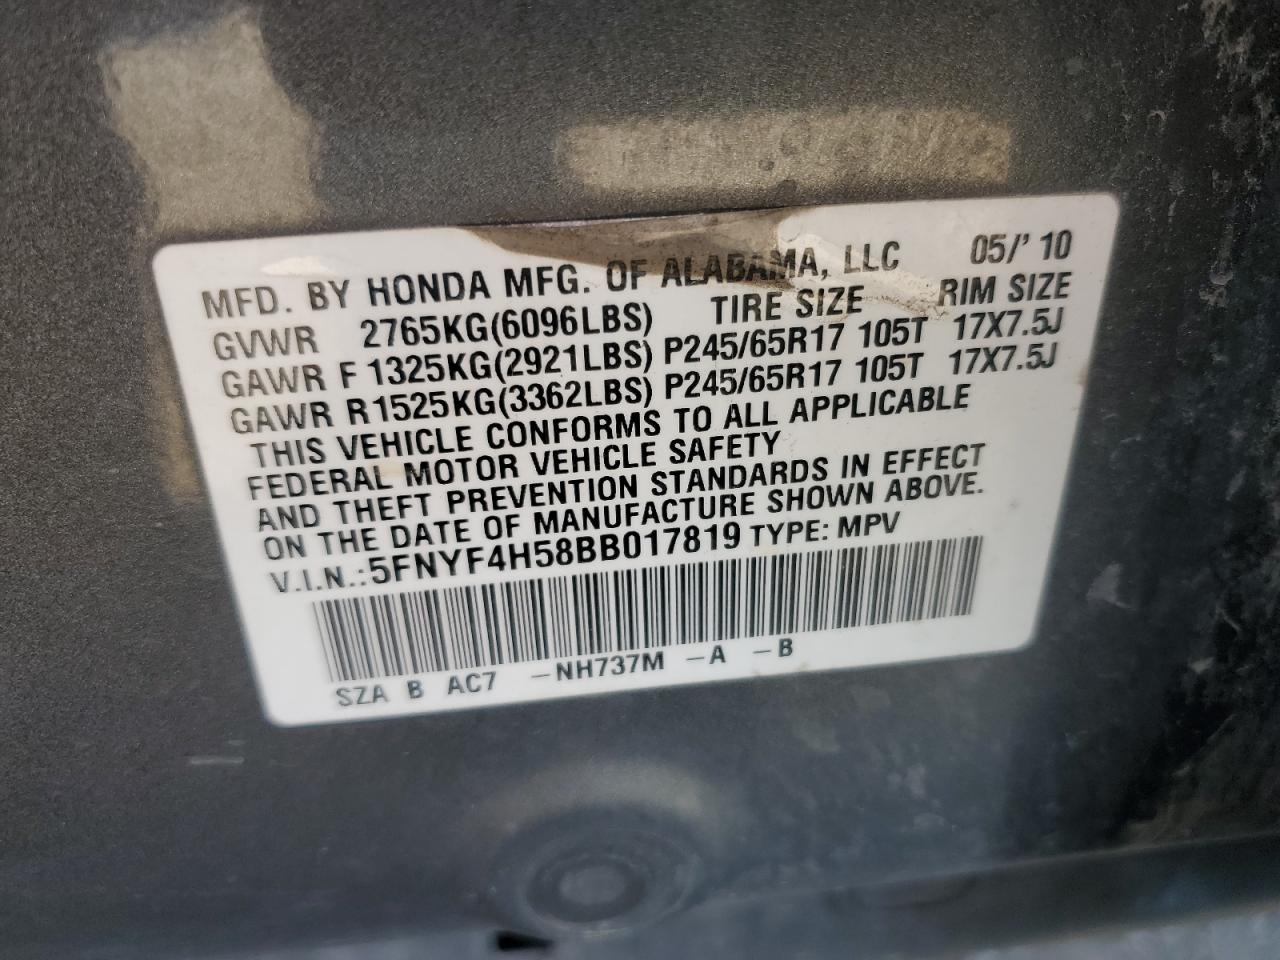 MFD. BY HONDA MFG. OF ALABAMA, LLC 05/' 10
GVWR 2765KG(6096LBS) TIRE SIZE RIM SIZE
GAWR F 1325KG(2921LBS) P245/65R17 105T 17X7.5J
GAWR R1525KG(3362LBS) P245/65R17 105T 17X7.5J
THIS VEHICLE CONFORMS TO ALL APPLICABLE
FEDERAL MOTOR VEHICLE SAFETY
AND THEFT PREVENTION STANDARDS IN EFFECT
ON THE DATE OF MANUFACTURE SHOWN ABOVE.
V.I.N.:5FNYF4H58BB017819 TYPE: MPV
SZA B AC7 -NH737M -A -B